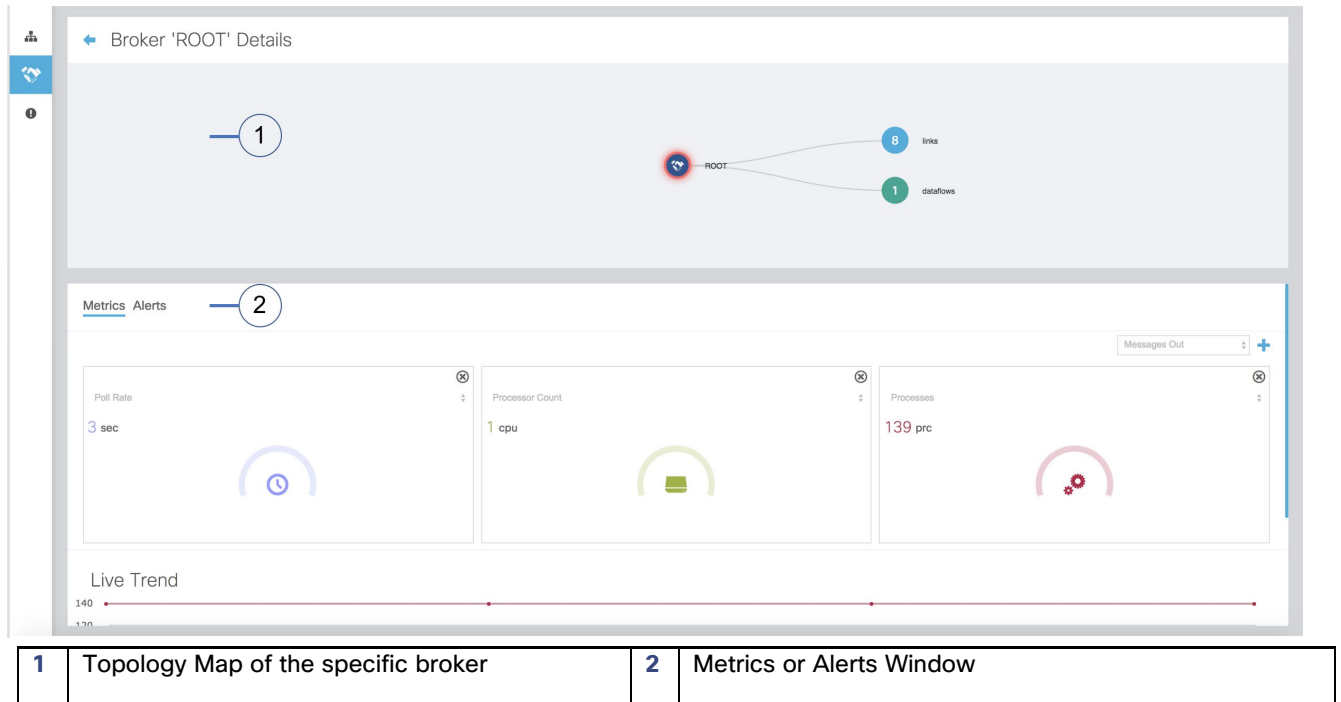 Broker 'ROOT' Details
1
8 links
ROOT
1 dataflows
Metrics Alerts
2
Messages Out
Poll Rate
3 sec
Processor Count
1 cpu
Processes
139 prc
Live Trend
140
120
1 Topology Map of the specific broker 2 Metrics or Alerts Window